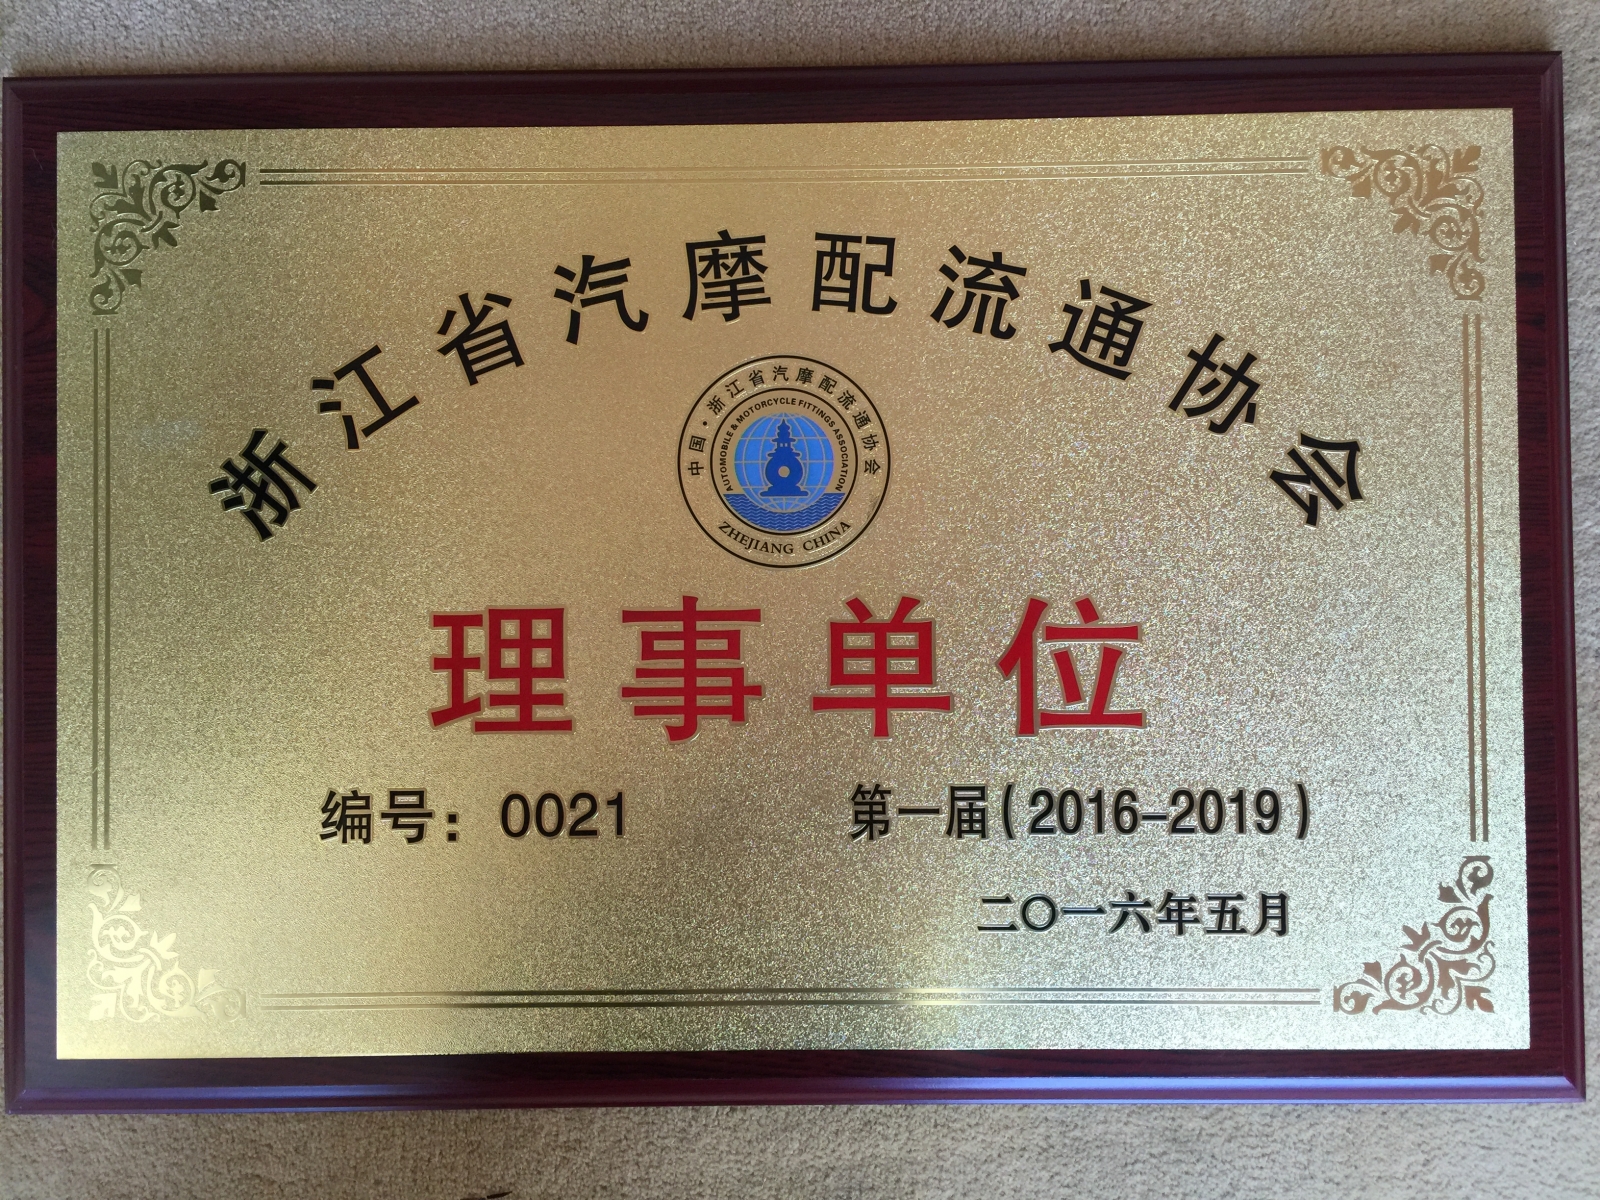 浙江省汽摩配流通协会
中国·浙江省汽摩配流通协会
AUTOMOBILE & MOTORCYCLE FITTINGS ASSOCIATION
ZHEJIANG CHINA
理事单位
编号：0021 第一届（2016-2019）
二〇一六年五月